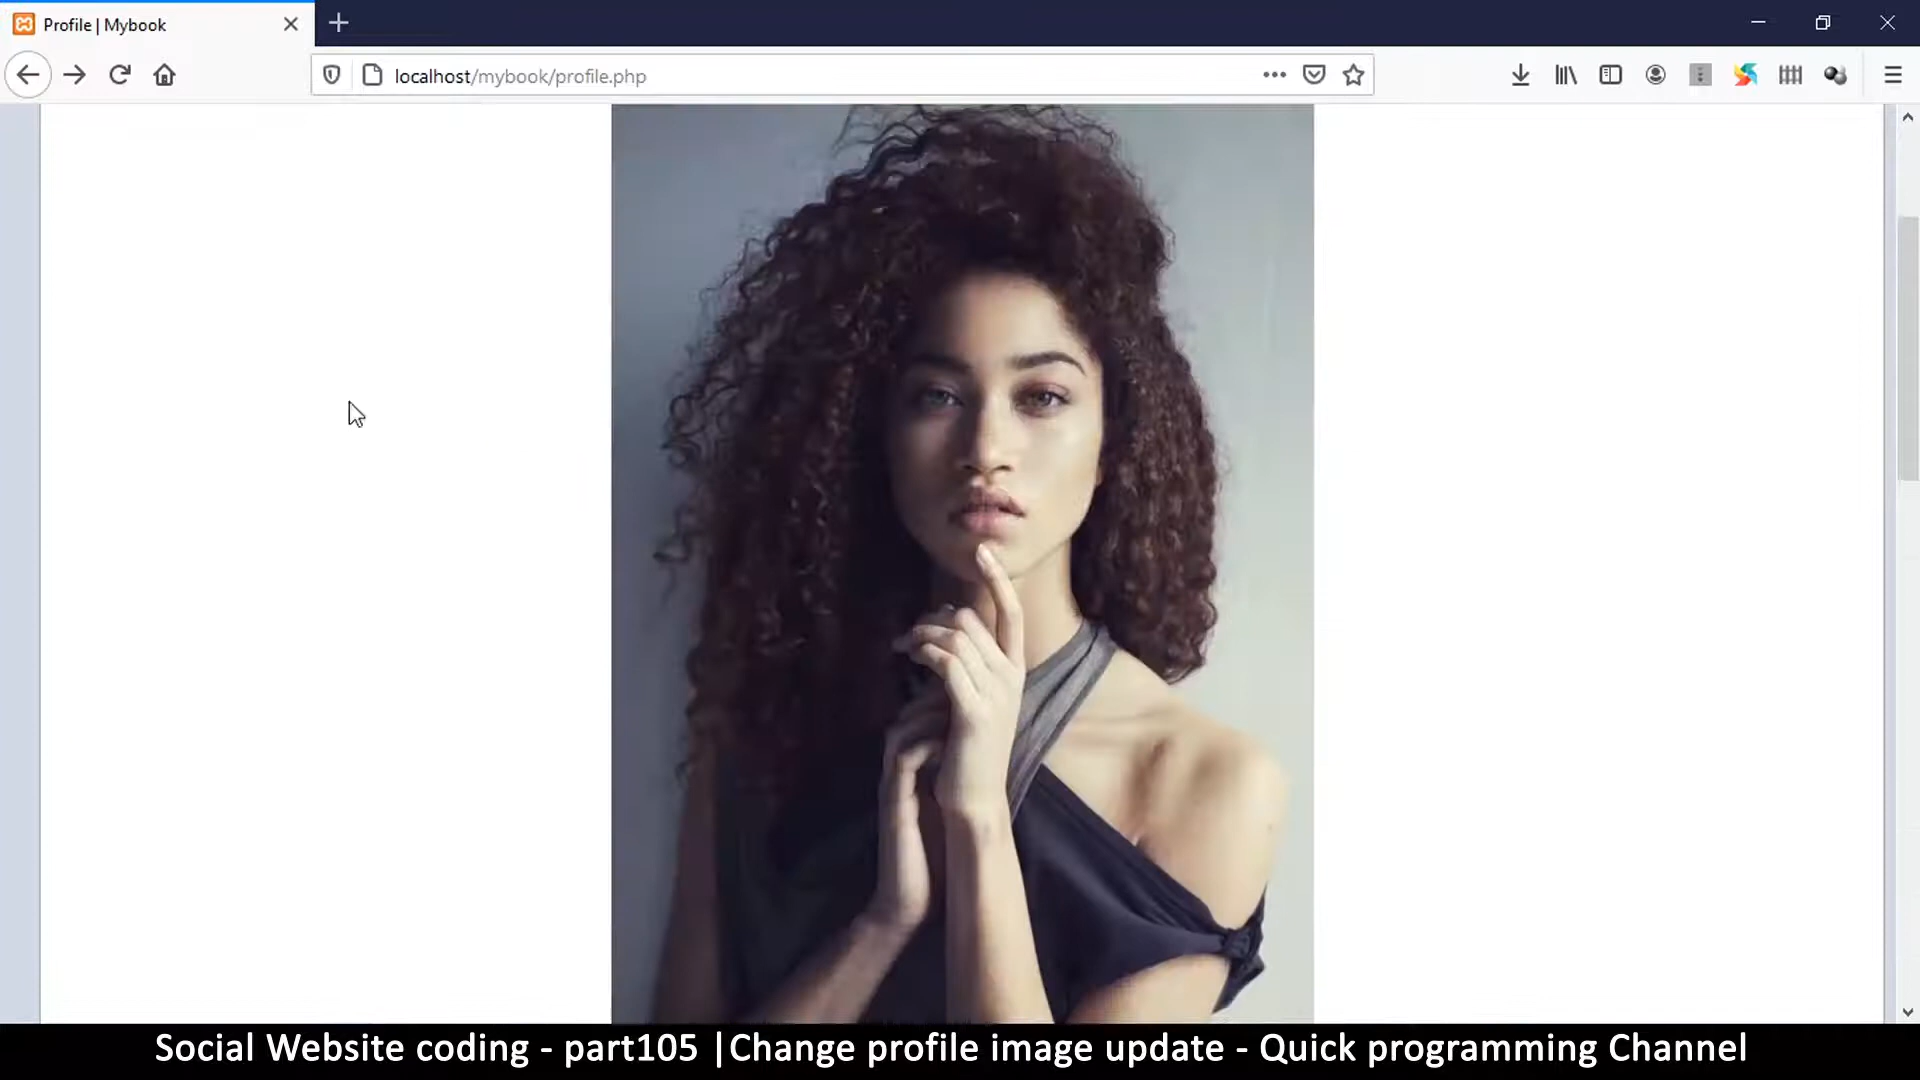 Profile | Mybook
localhost/mybook/profile.php
Social Website coding - part105 |Change profile image update - Quick programming Channel